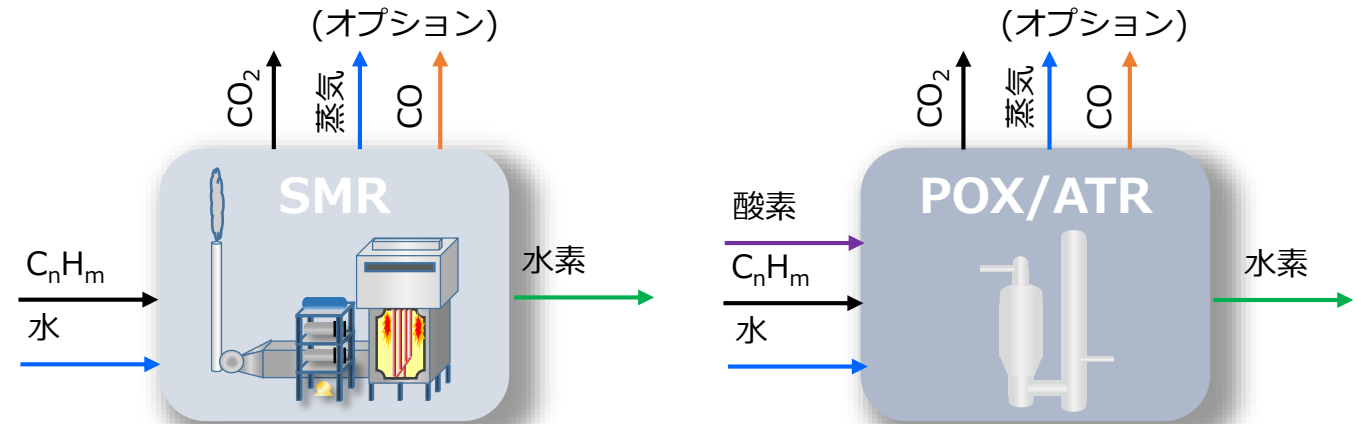 (オプション)
CO2
蒸気
CO
SMR
CnHm
水
水素
(オプション)
CO2
蒸気
CO
POX/ATR
酸素
CnHm
水
水素